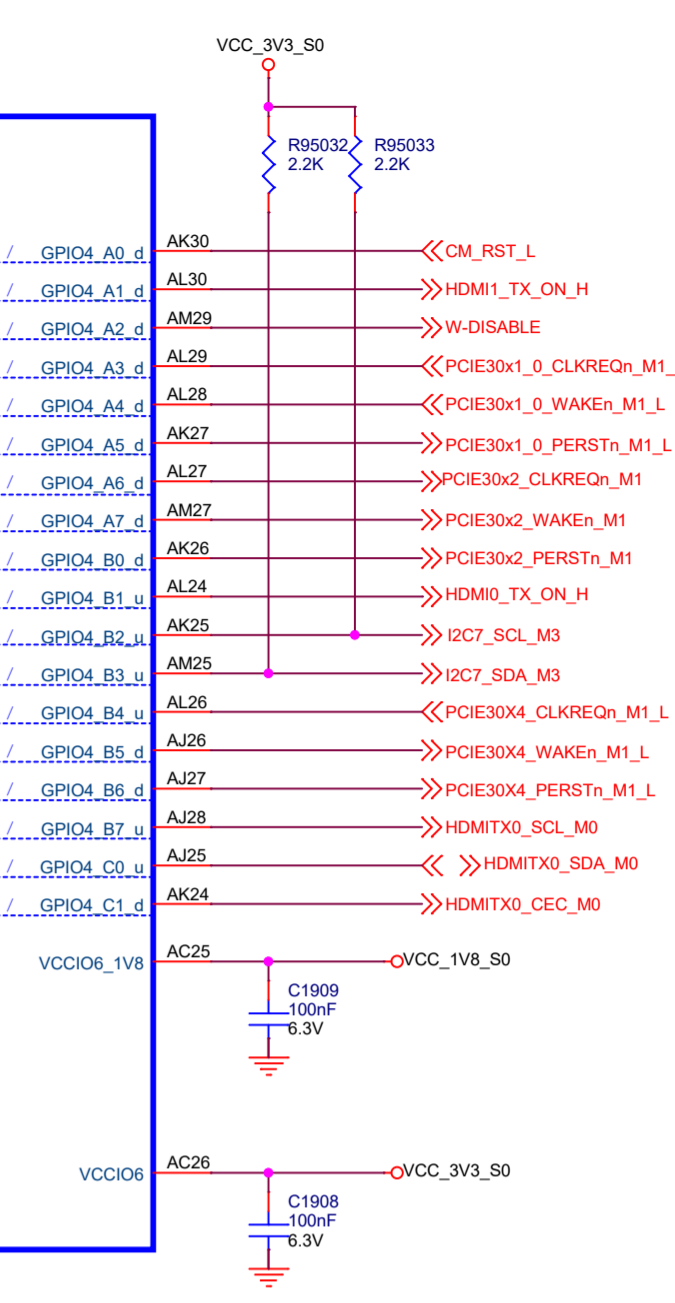 VCC_3V3_S0
R95032 R95033
2.2K 2.2K
/ GPIO4_A0_d AK30 CM_RST_L
/ GPIO4_A1_d AL30 HDMI1_TX_ON_H
/ GPIO4_A2_d AM29 W-DISABLE
/ GPIO4_A3_d AL29 PCIE30x1_0_CLKREQn_M1_
/ GPIO4_A4_d AL28 PCIE30x1_0_WAKEn_M1_L
/ GPIO4_A5_d AK27 PCIE30x1_0_PERSTn_M1_L
/ GPIO4_A6_d AL27 PCIE30x2_CLKREQn_M1
/ GPIO4_A7_d AM27 PCIE30x2_WAKEn_M1
/ GPIO4_B0_d AK26 PCIE30x2_PERSTn_M1
/ GPIO4_B1_u AL24 HDMI0_TX_ON_H
/ GPIO4_B2_u AK25 I2C7_SCL_M3
/ GPIO4_B3_u AM25 I2C7_SDA_M3
/ GPIO4_B4_u AL26 PCIE30X4_CLKREQn_M1_L
/ GPIO4_B5_d AJ26 PCIE30X4_WAKEn_M1_L
/ GPIO4_B6_d AJ27 PCIE30X4_PERSTn_M1_L
/ GPIO4_B7_u AJ28 HDMITX0_SCL_M0
/ GPIO4_C0_u AJ25 HDMITX0_SDA_M0
/ GPIO4_C1_d AK24 HDMITX0_CEC_M0
VCCIO6_1V8 AC25 VCC_1V8_S0
C1909
100nF
6.3V
VCCIO6 AC26 VCC_3V3_S0
C1908
100nF
6.3V